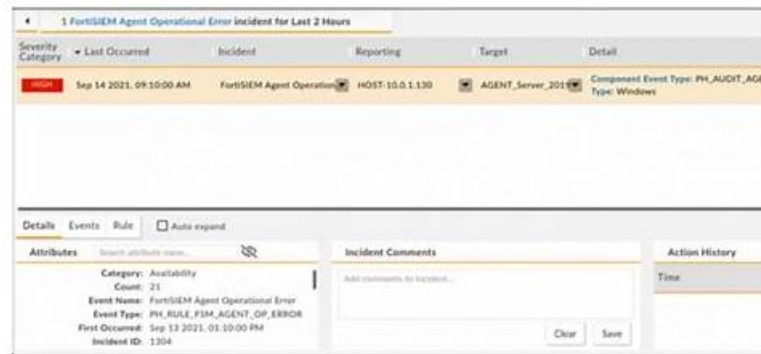 1 FortiSIEM Agent Operational Error incident for Last 2 Hours
Severity Category Last Occurred Incident Reporting Target Detail
HIGH Sep 14 2021, 09:10:00 AM FortiSIEM Agent Operation HOST-10.0.1.130 AGENT_Server_2019 Component Event Type: PH_AUDIT_AGE
Type: Windows
Details Events Rule Auto expand
Attributes Search attribute name... Incident Comments Action History
Category: Availability Add comments to incident... Time
Count: 21
Event Name: FortiSIEM Agent Operational Error
Event Type: PH_RULE_FSM_AGENT_OP_ERROR
First Occurred: Sep 13 2021, 01:10:00 PM
Incident ID: 1304
Clear Save